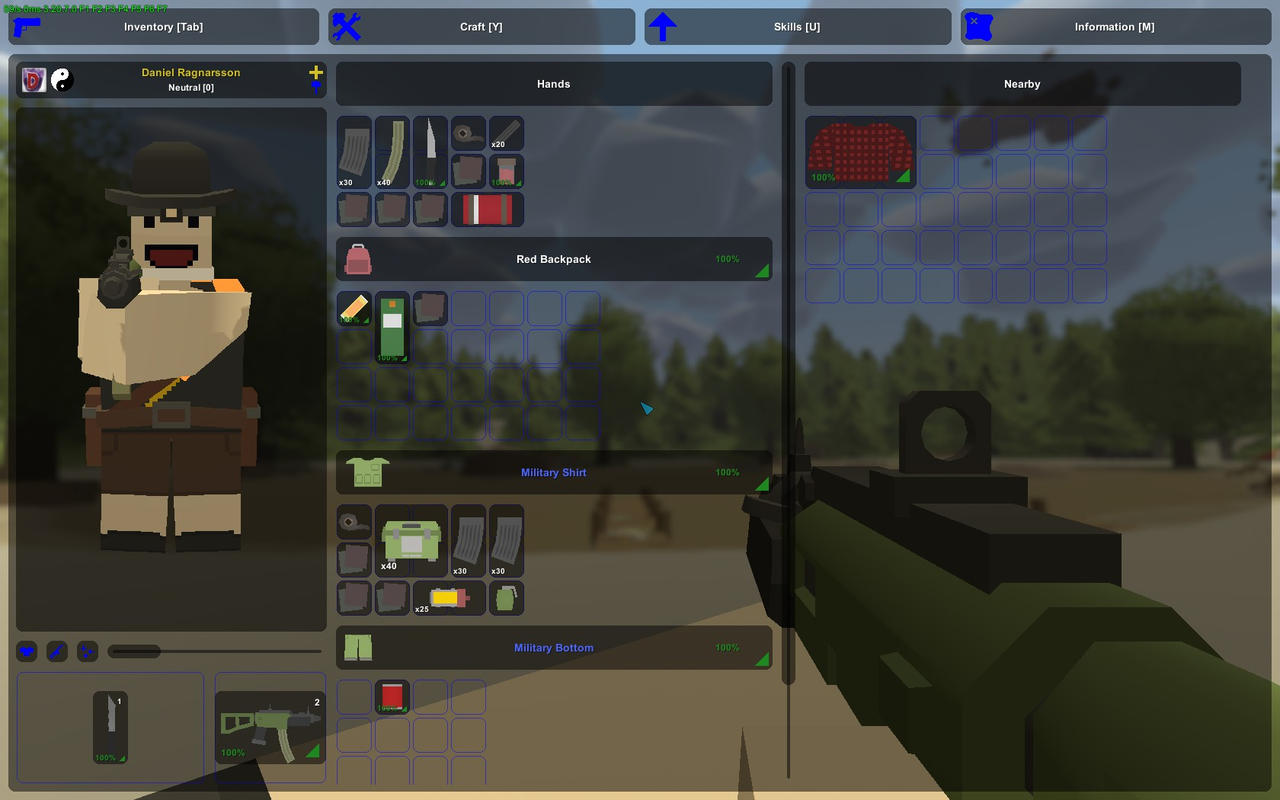 Inventory [Tab]
Craft [Y]
Skills [U]
Information [M]
Daniel Ragnarsson
Neutral [0]
Hands
Nearby
x30
x40
100%
x20
100%
100%
Red Backpack
100%
100%
100%
Military Shirt
100%
x40
x30
x30
x25
Military Bottom
100%
100%
1
100%
2
100%